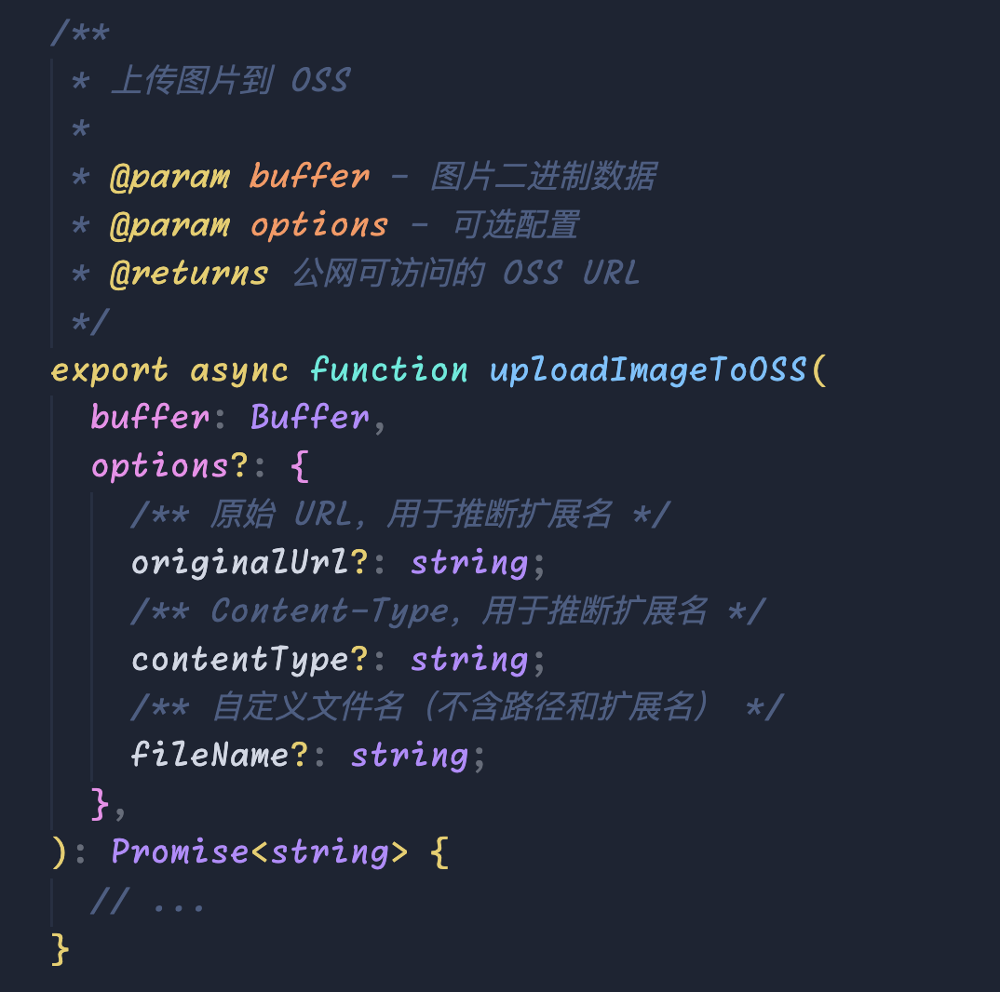 /**
 * 上传图片到 OSS
 *
 * @param buffer - 图片二进制数据
 * @param options - 可选配置
 * @returns 公网可访问的 OSS URL
 */
export async function uploadImageToOSS(
  buffer: Buffer,
  options?: {
    /** 原始 URL，用于推断扩展名 */
    originalUrl?: string;
    /** Content-Type，用于推断扩展名 */
    contentType?: string;
    /** 自定义文件名（不含路径和扩展名） */
    fileName?: string;
  },
): Promise<string> {
  // ...
}